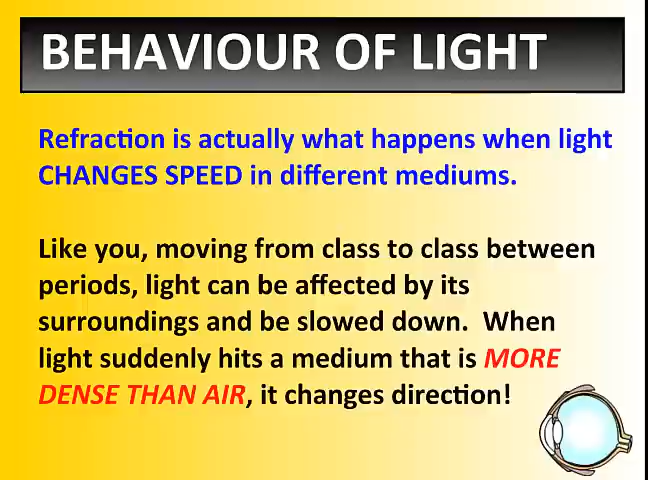 BEHAVIOUR OF LIGHT
Refraction is actually what happens when light
CHANGES SPEED in different mediums.
Like you, moving from class to class between
periods, light can be affected by its
surroundings and be slowed down.  When
light suddenly hits a medium that is MORE
DENSE THAN AIR, it changes direction!